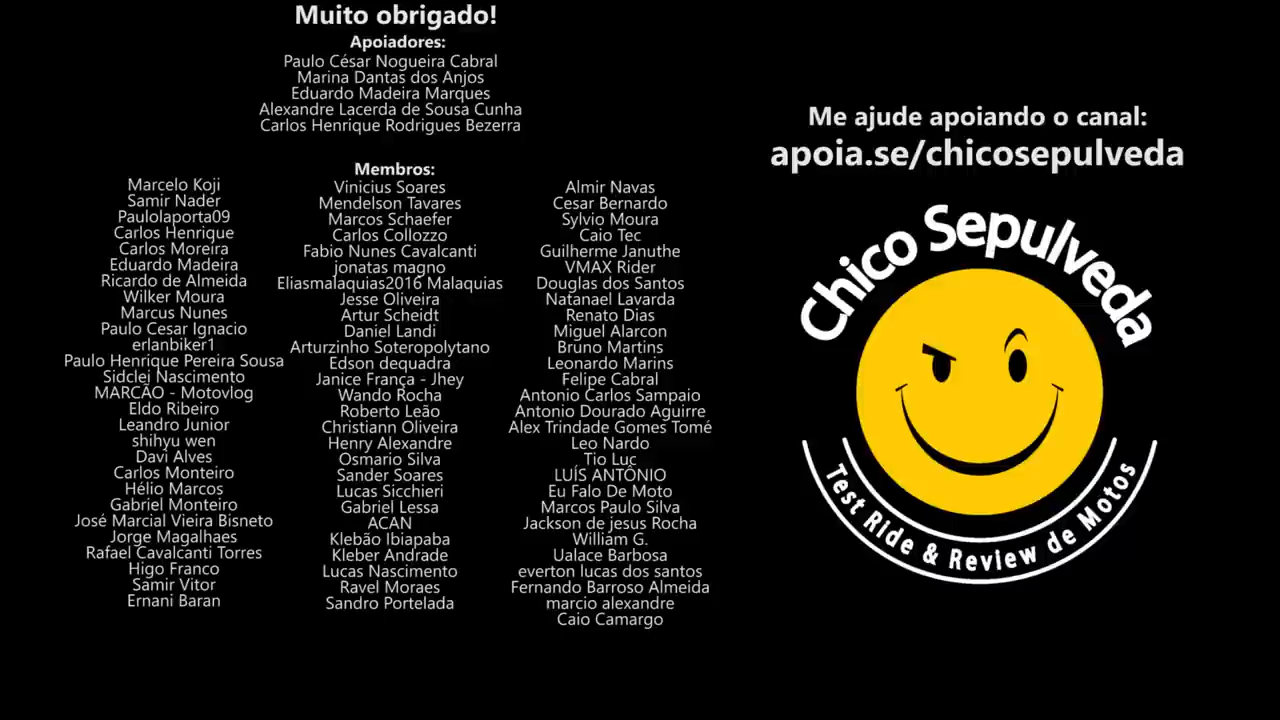 Muito obrigado!
Apoiadores:
Paulo César Nogueira Cabral
Marina Dantas dos Anjos
Eduardo Madeira Marques
Alexandre Lacerda de Sousa Cunha
Carlos Henrique Rodrigues Bezerra
Membros:
Marcelo Koji
Samir Nader
Paulolaporta09
Carlos Henrique
Carlos Moreira
Eduardo Madeira
Ricardo de Almeida
Wilker Moura
Marcus Nunes
Paulo Cesar Ignacio
erlanbiker1
Paulo Henrique Pereira Sousa
Sidclei Nascimento
MARCÃO - Motovlog
Eldo Ribeiro
Leandro Junior
shihyu wen
Davi Alves
Carlos Monteiro
Hélio Marcos
Gabriel Monteiro
José Marcial Vieira Bisneto
Jorge Magalhaes
Rafael Cavalcanti Torres
Higo Franco
Samir Vitor
Ernani Baran
Vinicius Soares
Mendelson Tavares
Marcos Schaefer
Carlos Collozzo
Fabio Nunes Cavalcanti
jonatas magno
Eliasmalaquias2016 Malaquias
Jesse Oliveira
Artur Scheidt
Daniel Landi
Arturzinho Soteropolytano
Edson dequadra
Janice França - Jhey
Wando Rocha
Roberto Leão
Christiann Oliveira
Henry Alexandre
Osmario Silva
Sander Soares
Lucas Sicchieri
Gabriel Lessa
ACAN
Klebão Ibiapaba
Kleber Andrade
Lucas Nascimento
Ravel Moraes
Sandro Portelada
Almir Navas
Cesar Bernardo
Sylvio Moura
Caio Tec
Guilherme Januthe
VMAX Rider
Douglas dos Santos
Natanael Lavarda
Renato Dias
Miguel Alarcon
Bruno Martins
Leonardo Marins
Felipe Cabral
Antonio Carlos Sampaio
Antonio Dourado Aguirre
Alex Trindade Gomes Tomé
Leo Nardo
Tio Luc
LUÍS ANTÔNIO
Eu Falo De Moto
Marcos Paulo Silva
Jackson de jesus Rocha
William G.
Ualace Barbosa
everton lucas dos santos
Fernando Barroso Almeida
marcio alexandre
Caio Camargo
Me ajude apoiando o canal:
apoia.se/chicosepulveda
Chico Sepulveda
Test Ride & Review de Motos